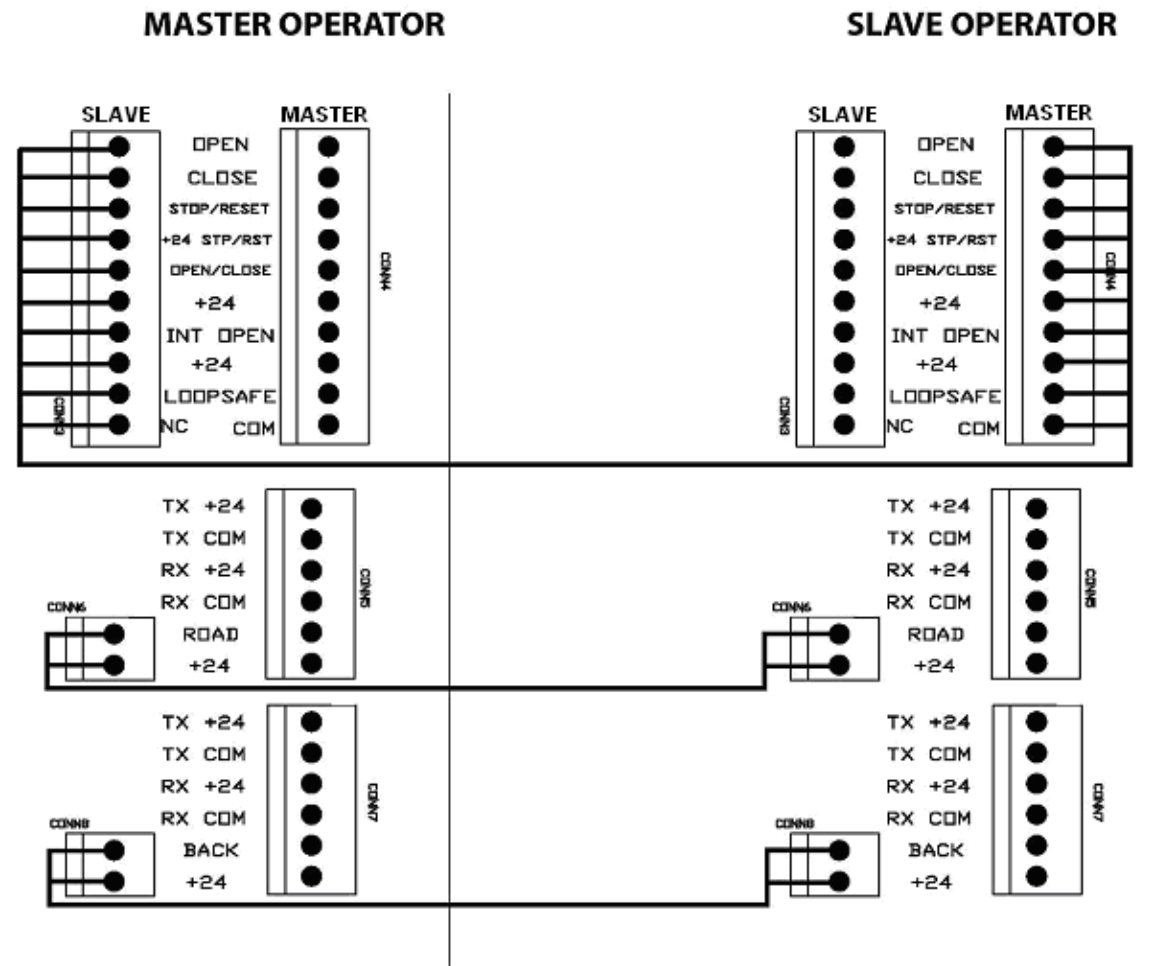 MASTER OPERATOR SLAVE OPERATOR
SLAVE MASTER SLAVE MASTER
OPEN OPEN
CLOSE CLOSE
STOP/RESET STOP/RESET
+24 STP/RST +24 STP/RST
CONN4 CONN4
OPEN/CLOSE OPEN/CLOSE
+24 +24
INT OPEN INT OPEN
+24 +24
LOOPSAFE LOOPSAFE
CONN3 CONN3
NC COM NC COM
TX +24 TX +24
TX COM TX COM
RX +24 RX +24
CONN5 CONN5
RX COM RX COM
CONN6 CONN6
ROAD ROAD
+24 +24
TX +24 TX +24
TX COM TX COM
RX +24 RX +24
CONN7 CONN7
RX COM RX COM
CONN8 CONN8
BACK BACK
+24 +24